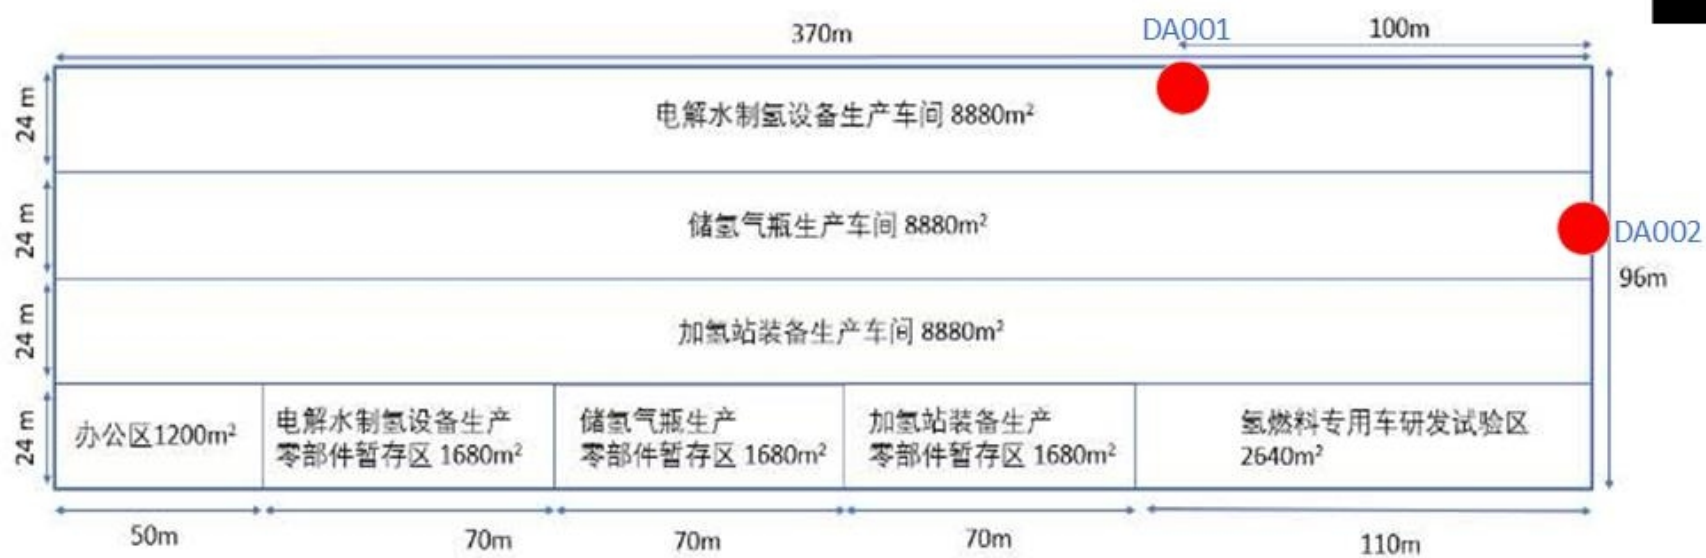 370m
DA001
100m
24 m
电解水制氢设备生产车间 8880m²
24 m
储氢气瓶生产车间 8880m²
DA002
96m
24 m
加氢站装备生产车间 8880m²
24 m
办公区1200m²
电解水制氢设备生产
零部件暂存区 1680m²
储氢气瓶生产
零部件暂存区 1680m²
加氢站装备生产
零部件暂存区 1680m²
氢燃料专用车研发试验区
2640m²
50m
70m
70m
70m
110m